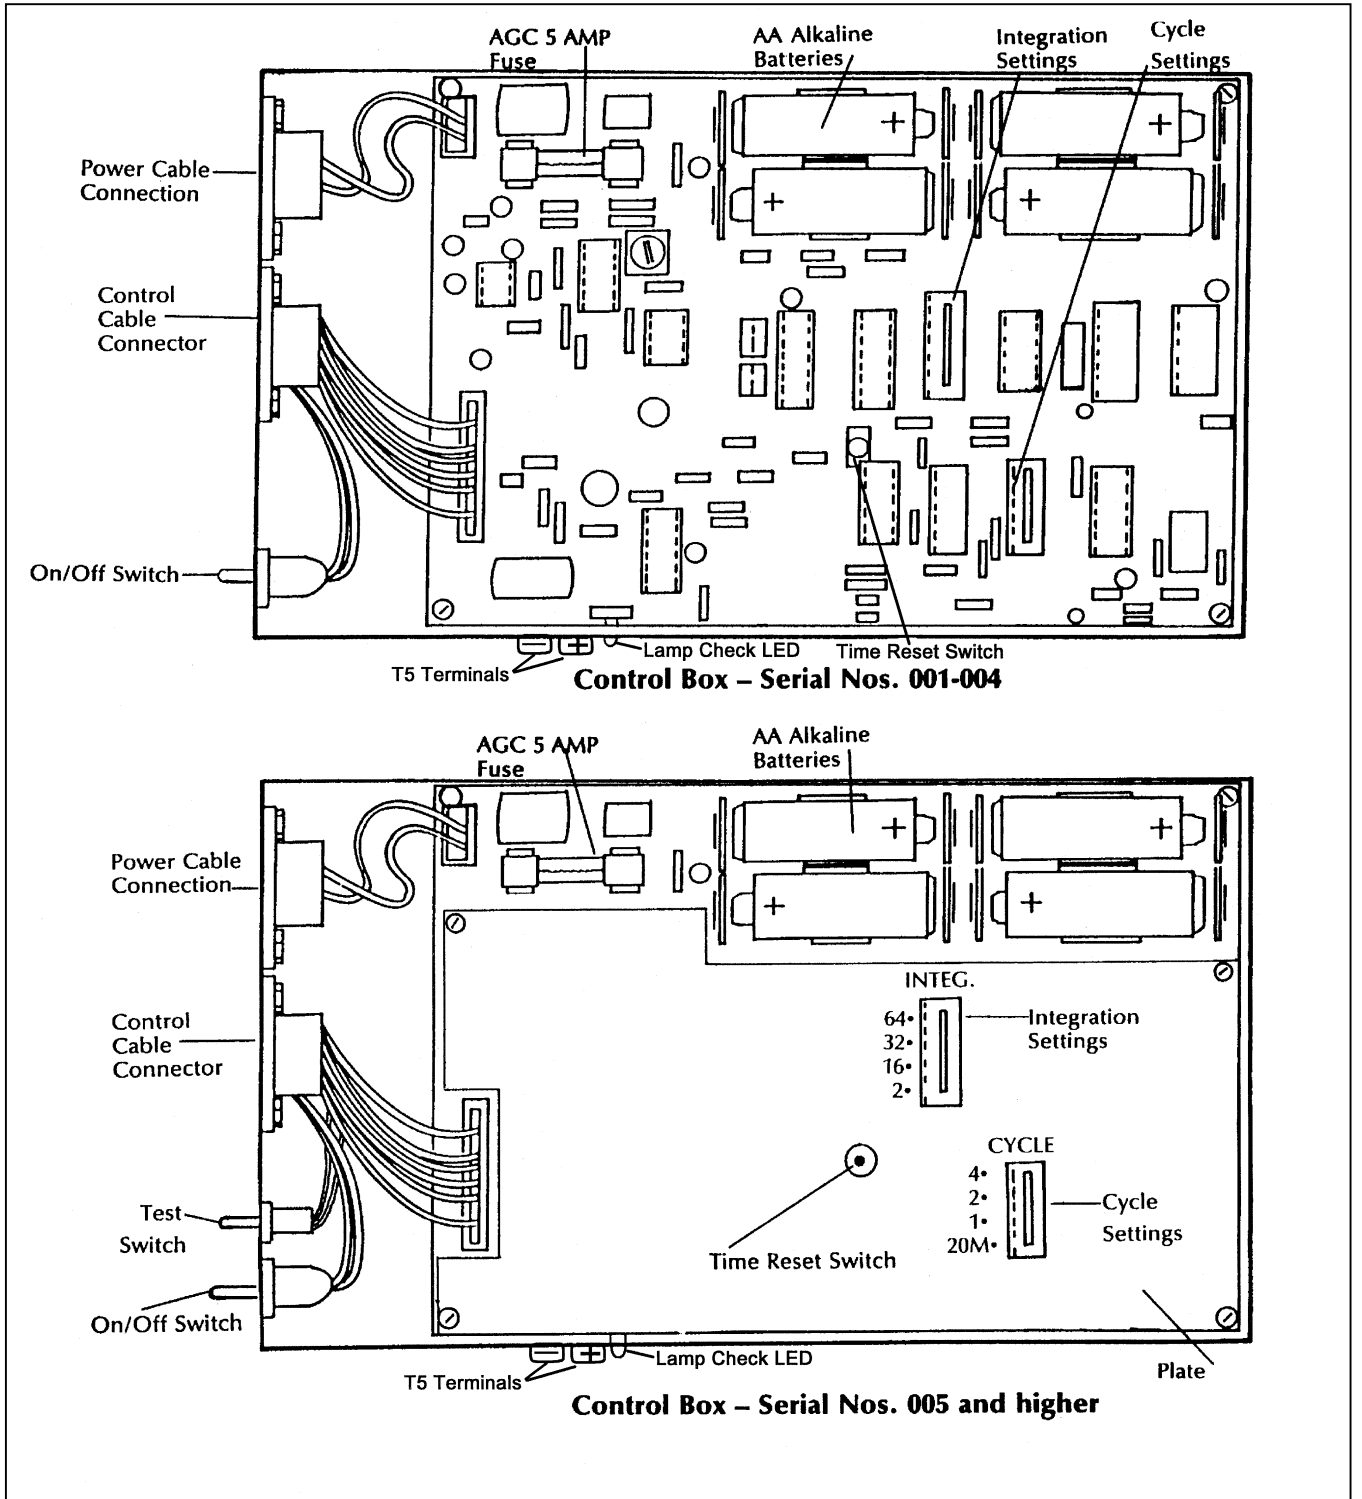 AGC 5 AMP
Fuse
AA Alkaline
Batteries
Integration
Settings
Cycle
Settings
Power Cable
Connection
Control
Cable
Connector
On/Off Switch
T5 Terminals
Lamp Check LED
Time Reset Switch
Control Box – Serial Nos. 001-004
AGC 5 AMP
Fuse
AA Alkaline
Batteries
Power Cable
Connection
Control
Cable
Connector
INTEG.
64•
32•
16•
2•
Integration
Settings
CYCLE
4•
2•
1•
20M•
Cycle
Settings
Test
Switch
Time Reset Switch
On/Off Switch
Plate
T5 Terminals
Lamp Check LED
Control Box – Serial Nos. 005 and higher